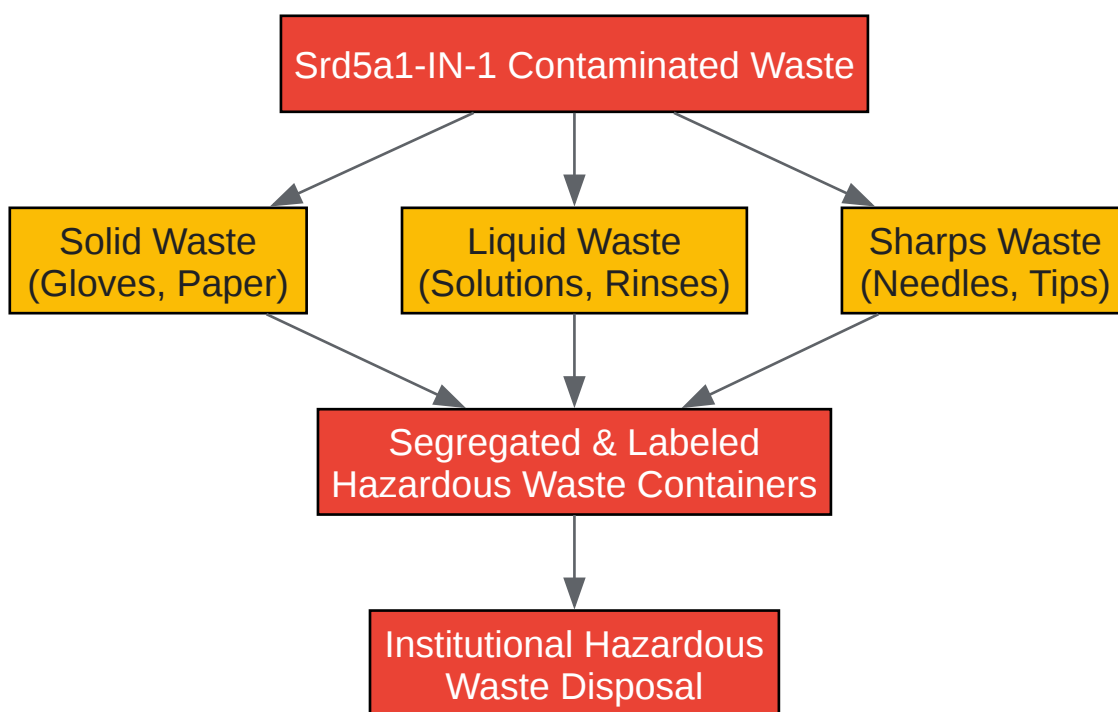 Srd5a1-IN-1 Contaminated Waste
Solid Waste
(Gloves, Paper)
Liquid Waste
(Solutions, Rinses)
Sharps Waste
(Needles, Tips)
Segregated & Labeled
Hazardous Waste Containers
Institutional Hazardous
Waste Disposal